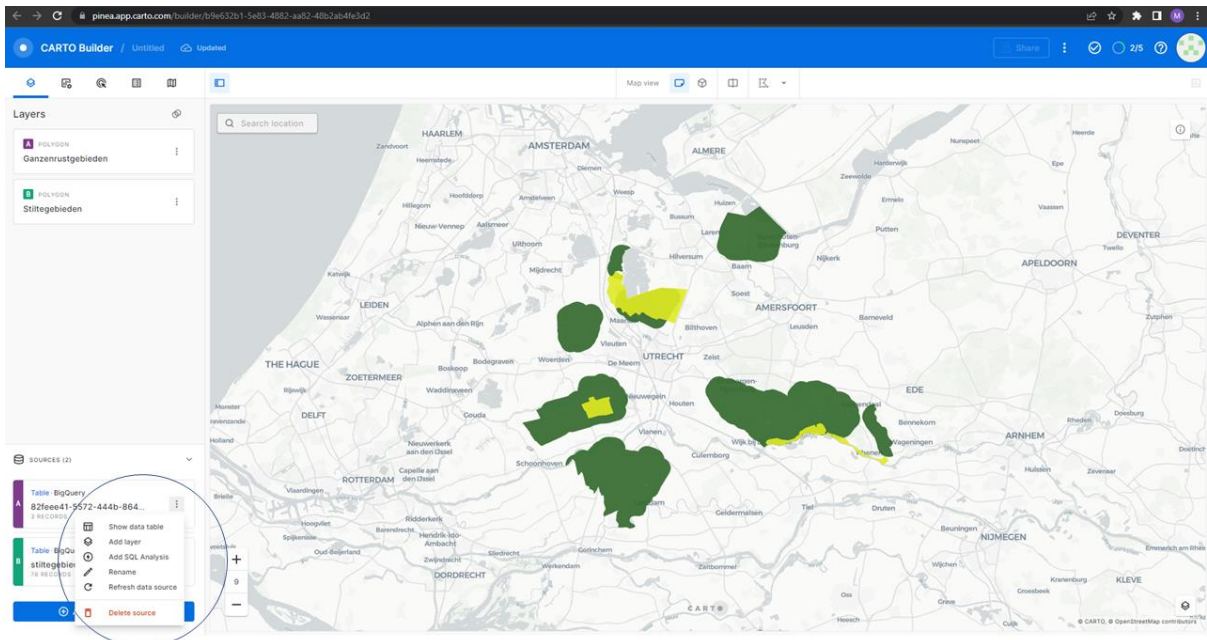 pinea.app.carto.com/builder/b9e632b1-5e83-4882-aa82-48b2ab4fe3d2
CARTO Builder / Untitled Updated
Share 2/5
Map view
Layers
A POLYGON
Ganzenrustgebieden
B POLYGON
Stiltegebieden
SOURCES (2)
A Table · BigQuery
82feee41-5572-444b-864...
3 RECORDS
Show data table
Add layer
Add SQL Analysis
Rename
Refresh data source
Delete source
B Table BigQu
stiltegebie
Search location
HAARLEM
Zandvoort
Heemstede
AMSTERDAM
Diemen
ALMERE
Nunspeet
Heerde
Harderwijk
Epe
Zeewolde
Hoofddorp
Amstelveen
Weesp
Hillegom
Huizen
Ermelo
Vaassen
Bussum
Nieuw-Vennep
Aalsmeer
Laren
Putten
DEVENTER
Uithoorn
Twello
Hilversum
Nijkerk
APELDOORN
Mijdrecht
Baarn
Katwijk
Soest
LEIDEN
AMERSFOORT
Wassenaar
Alphen aan den Rijn
Bilthoven
Leusden
Barneveld
Zutphen
Vleuten
THE HAGUE
Bodegraven
Woerden
De Meern
UTRECHT
Zeist
ZOETERMEER
Boskoop
Rijswijk
Waddinxveen
Nieuwegein
Houten
EDE
DELFT
Gouda
Doesburg
Rheden
Vianen
Bennekom
ARNHEM
Nieuwerkerk
aan den IJssel
Wijk bij
Wageningen
Culemborg
Rhenen
Schoonhoven
Capelle aan
den IJssel
ROTTERDAM
Huissen
Zevenaar
Vlaardingen
Brielle
Geldermalsen
Tiel
Druten
Ridderkerk
Hoogvliet
Barendrecht
Hendrik-Ido-
Ambacht
Beuningen
NIJMEGEN
Spijkenisse
Oud-Beijerland
Zwijndrecht
Sliedrecht
Gorinchem
Emmerich am Rhein
DORDRECHT
Werkendam
Zaltbommel
Wijchen
Kranenburg
KLEVE
Groesbeek
Oss
Grave
Heesch
Cuijk
9
CARTO
© CARTO, © OpenStreetMap contributors